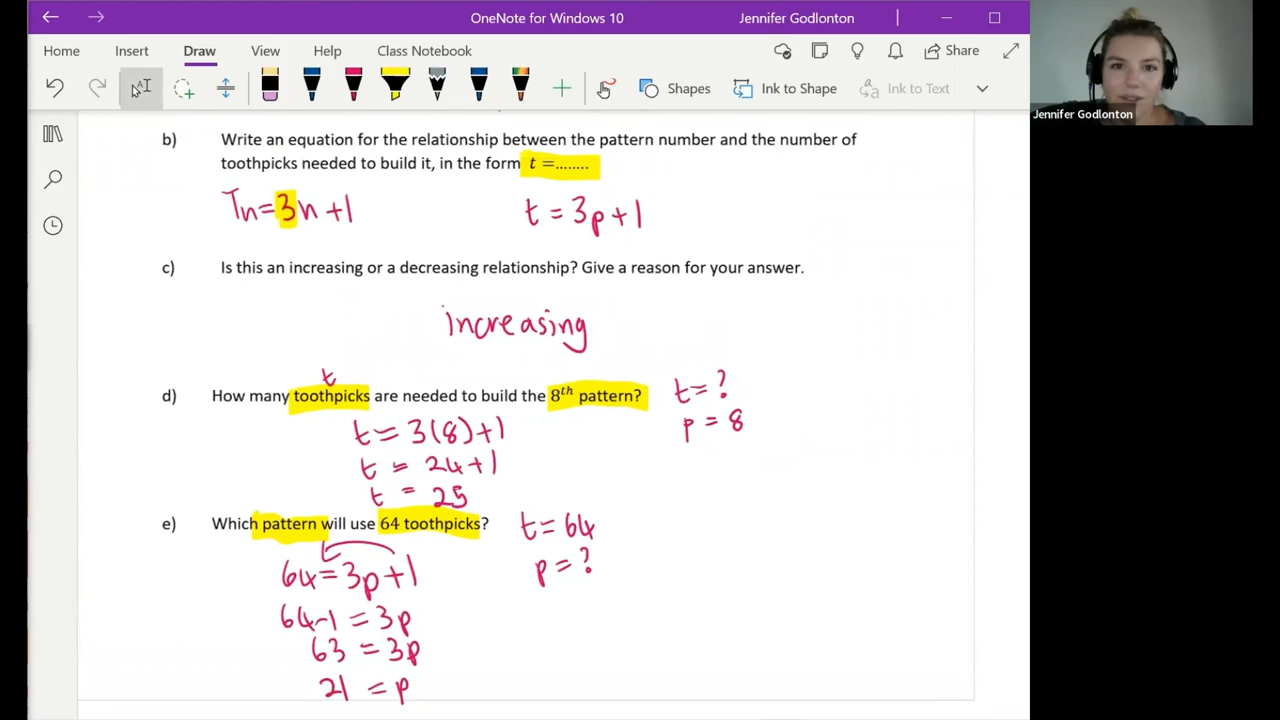 OneNote for Windows 10
Jennifer Godlonton
Home Insert Draw View Help Class Notebook Share
Shapes Ink to Shape Ink to Text
Jennifer Godlonton
b) Write an equation for the relationship between the pattern number and the number of
toothpicks needed to build it, in the form t =........
Tn=3n+1 t = 3p+1
c) Is this an increasing or a decreasing relationship? Give a reason for your answer.
increasing
t
d) How many toothpicks are needed to build the 8th pattern? t= ?
p = 8
t = 3(8)+1
t = 24+1
t = 25
e) Which pattern will use 64 toothpicks? t= 64
p = ?
64=3p+1
64-1 = 3p
63 = 3p
21 = p